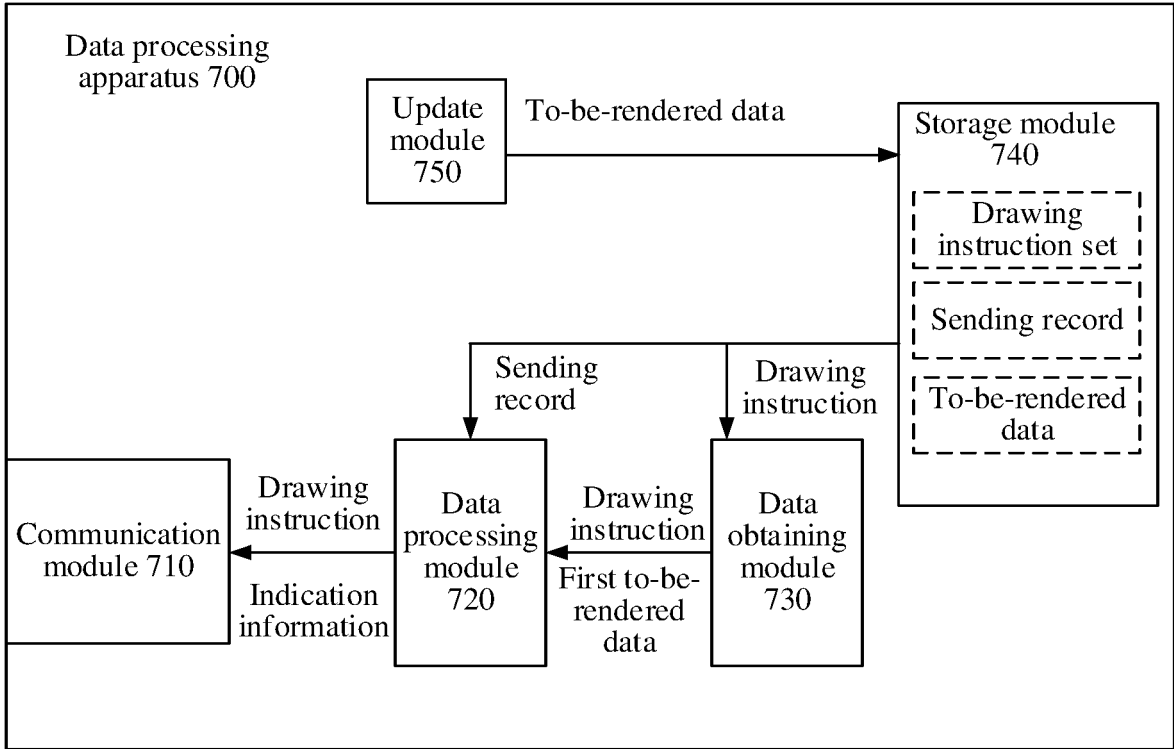 Data processing
apparatus 700
Update
module
750
To-be-rendered data
Storage module
740
Drawing
instruction set
Sending record
To-be-rendered
data
Sending
record
Drawing
instruction
Communication
module 710
Drawing
instruction
Indication
information
Data
processing
module
720
Drawing
instruction
First to-be-
rendered
data
Data
obtaining
module
730